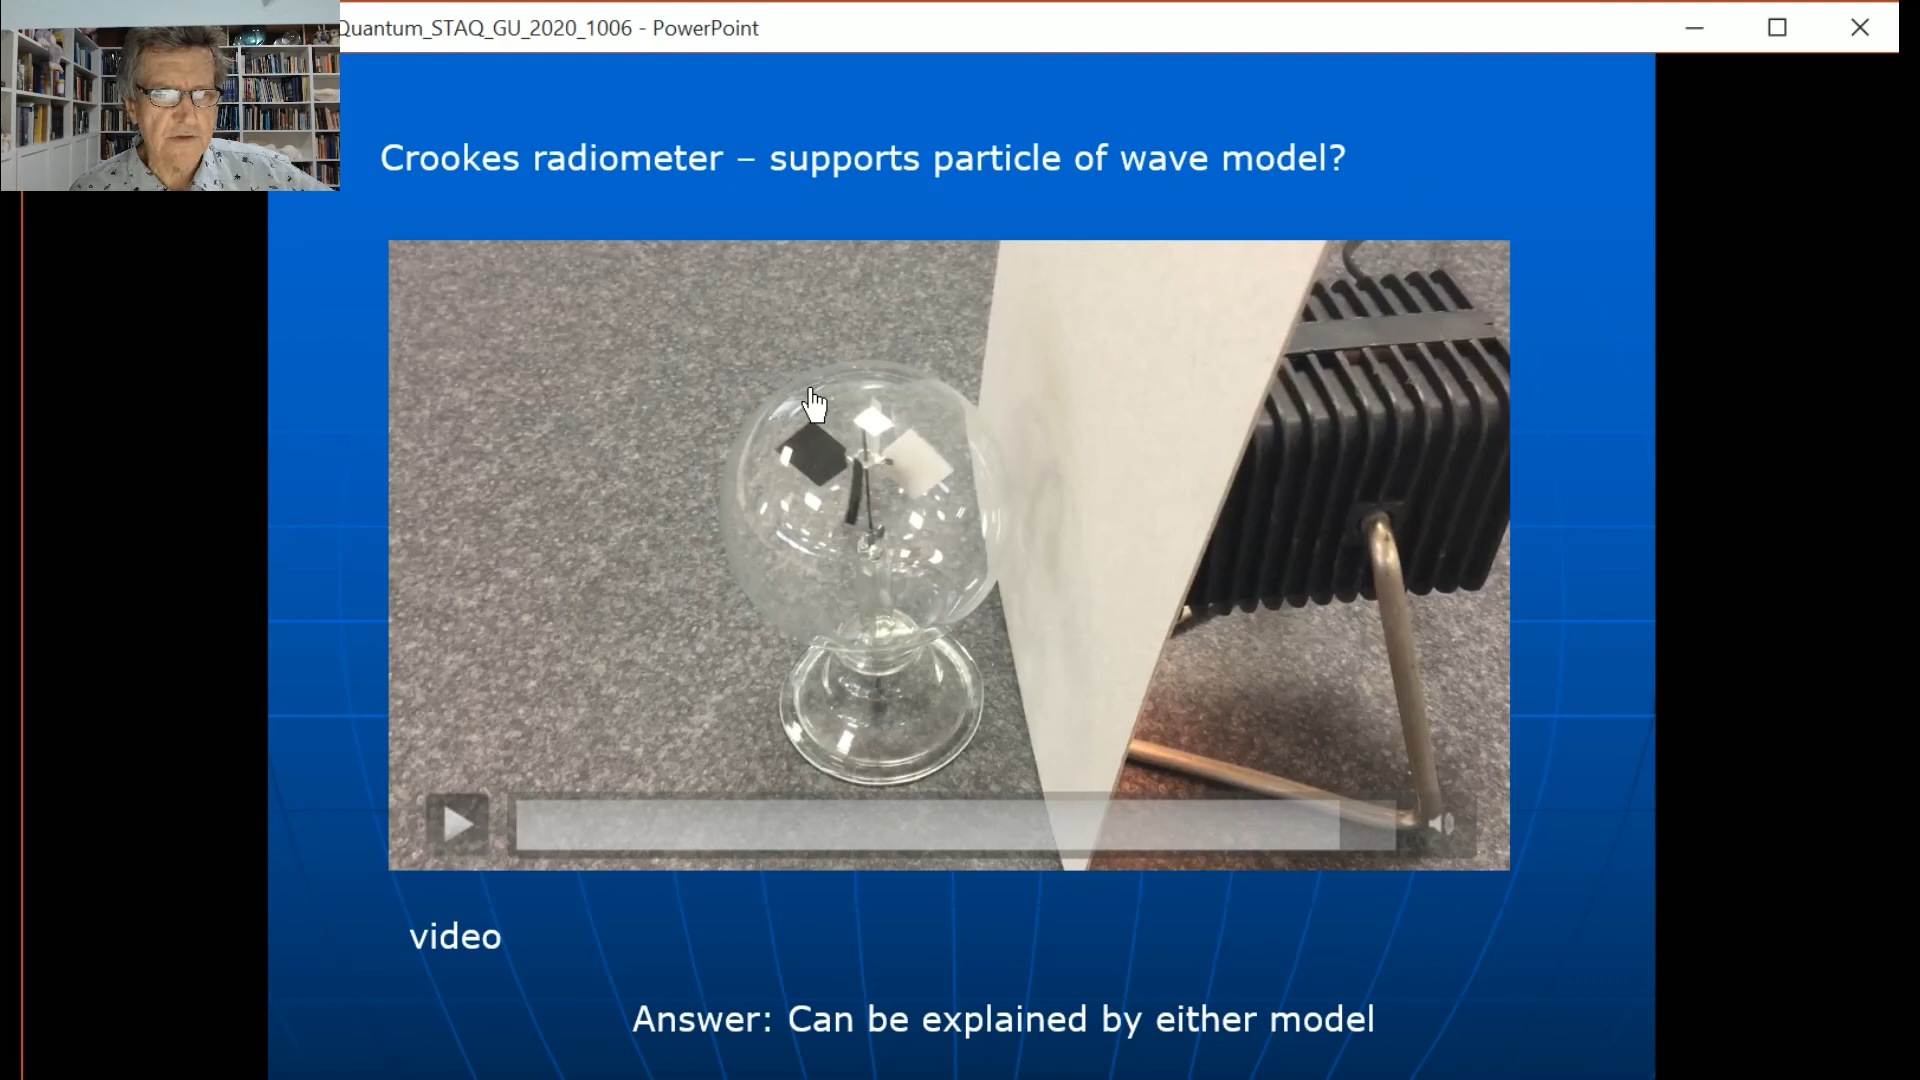 Quantum_STAQ_GU_2020_1006 - PowerPoint
Crookes radiometer – supports particle of wave model?
video
Answer: Can be explained by either model